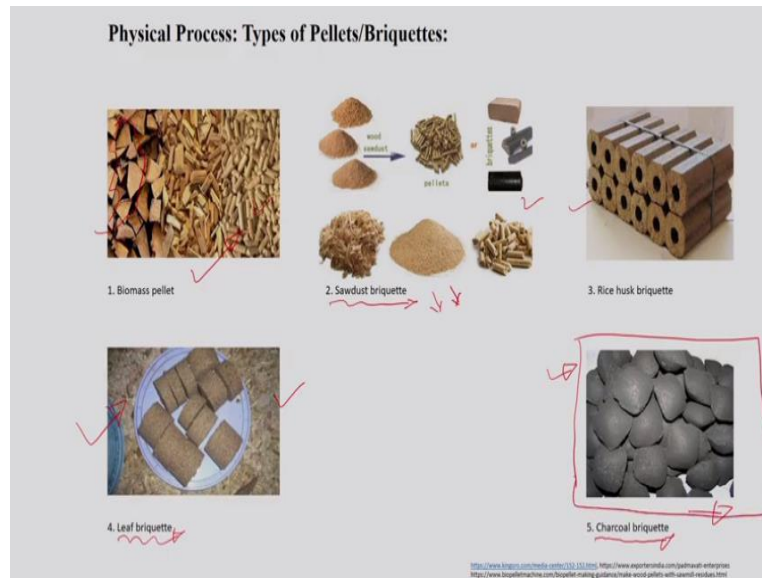 Physical Process: Types of Pellets/Briquettes:
wood
sawdust
pellets
or
briquettes
1. Biomass pellet
2. Sawdust briquette
3. Rice husk briquette
4. Leaf briquette
5. Charcoal briquette
https://www.kingoro.com/media-center/152-152.html, https://www.exportersindia.com/padmavati-enterprises
https://www.biopelletmachine.com/biopellet-making-guidance/make-wood-pellets-with-sawmill-residues.html